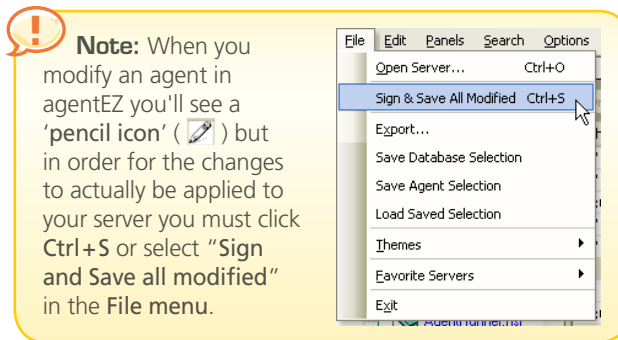 Note: When you
modify an agent in
agentEZ you'll see a
'pencil icon' ( ) but
in order for the changes
to actually be applied to
your server you must click
Ctrl+S or select "Sign
and Save all modified"
in the File menu.
File Edit Panels Search Options
Open Server... Ctrl+O
Sign & Save All Modified Ctrl+S
Export...
Save Database Selection
Save Agent Selection
Load Saved Selection
Themes
Favorite Servers
Exit